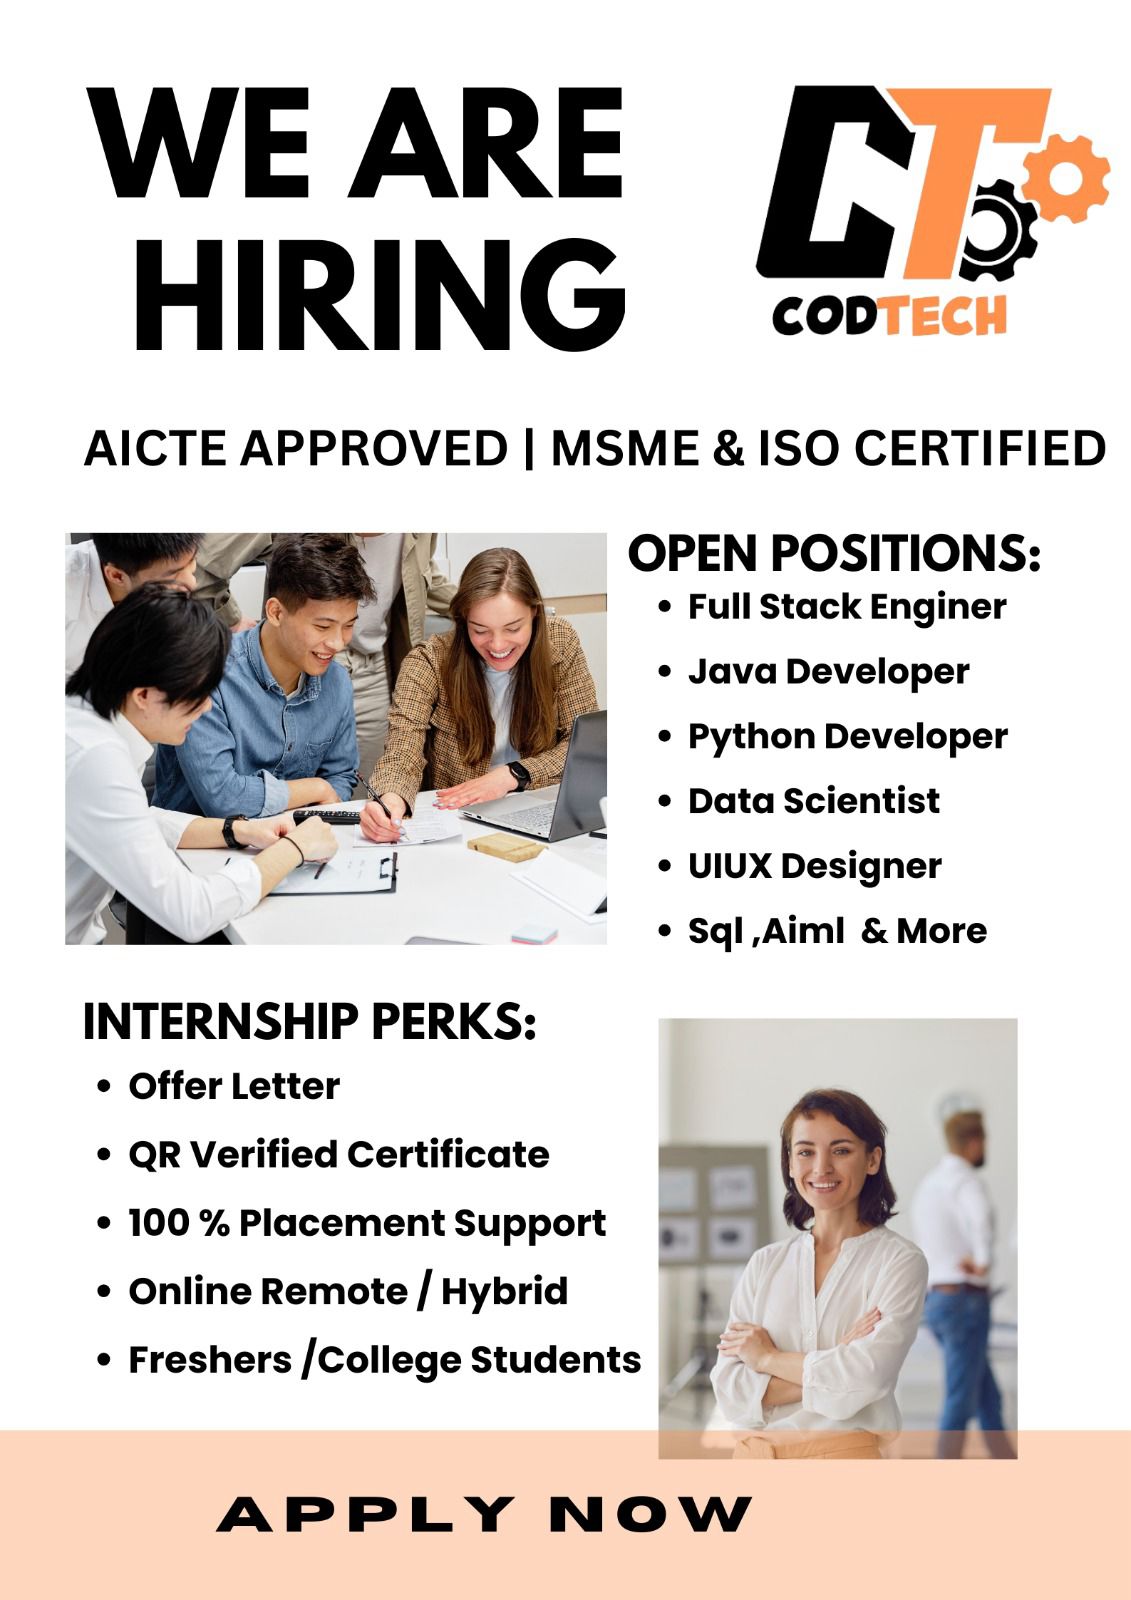 WE ARE
HIRING
CT
CODTECH
AICTE APPROVED | MSME & ISO CERTIFIED
OPEN POSITIONS:
• Full Stack Enginer
• Java Developer
• Python Developer
• Data Scientist
• UIUX Designer
• Sql ,Aiml & More
INTERNSHIP PERKS:
• Offer Letter
• QR Verified Certificate
• 100 % Placement Support
• Online Remote / Hybrid
• Freshers /College Students
APPLY NOW